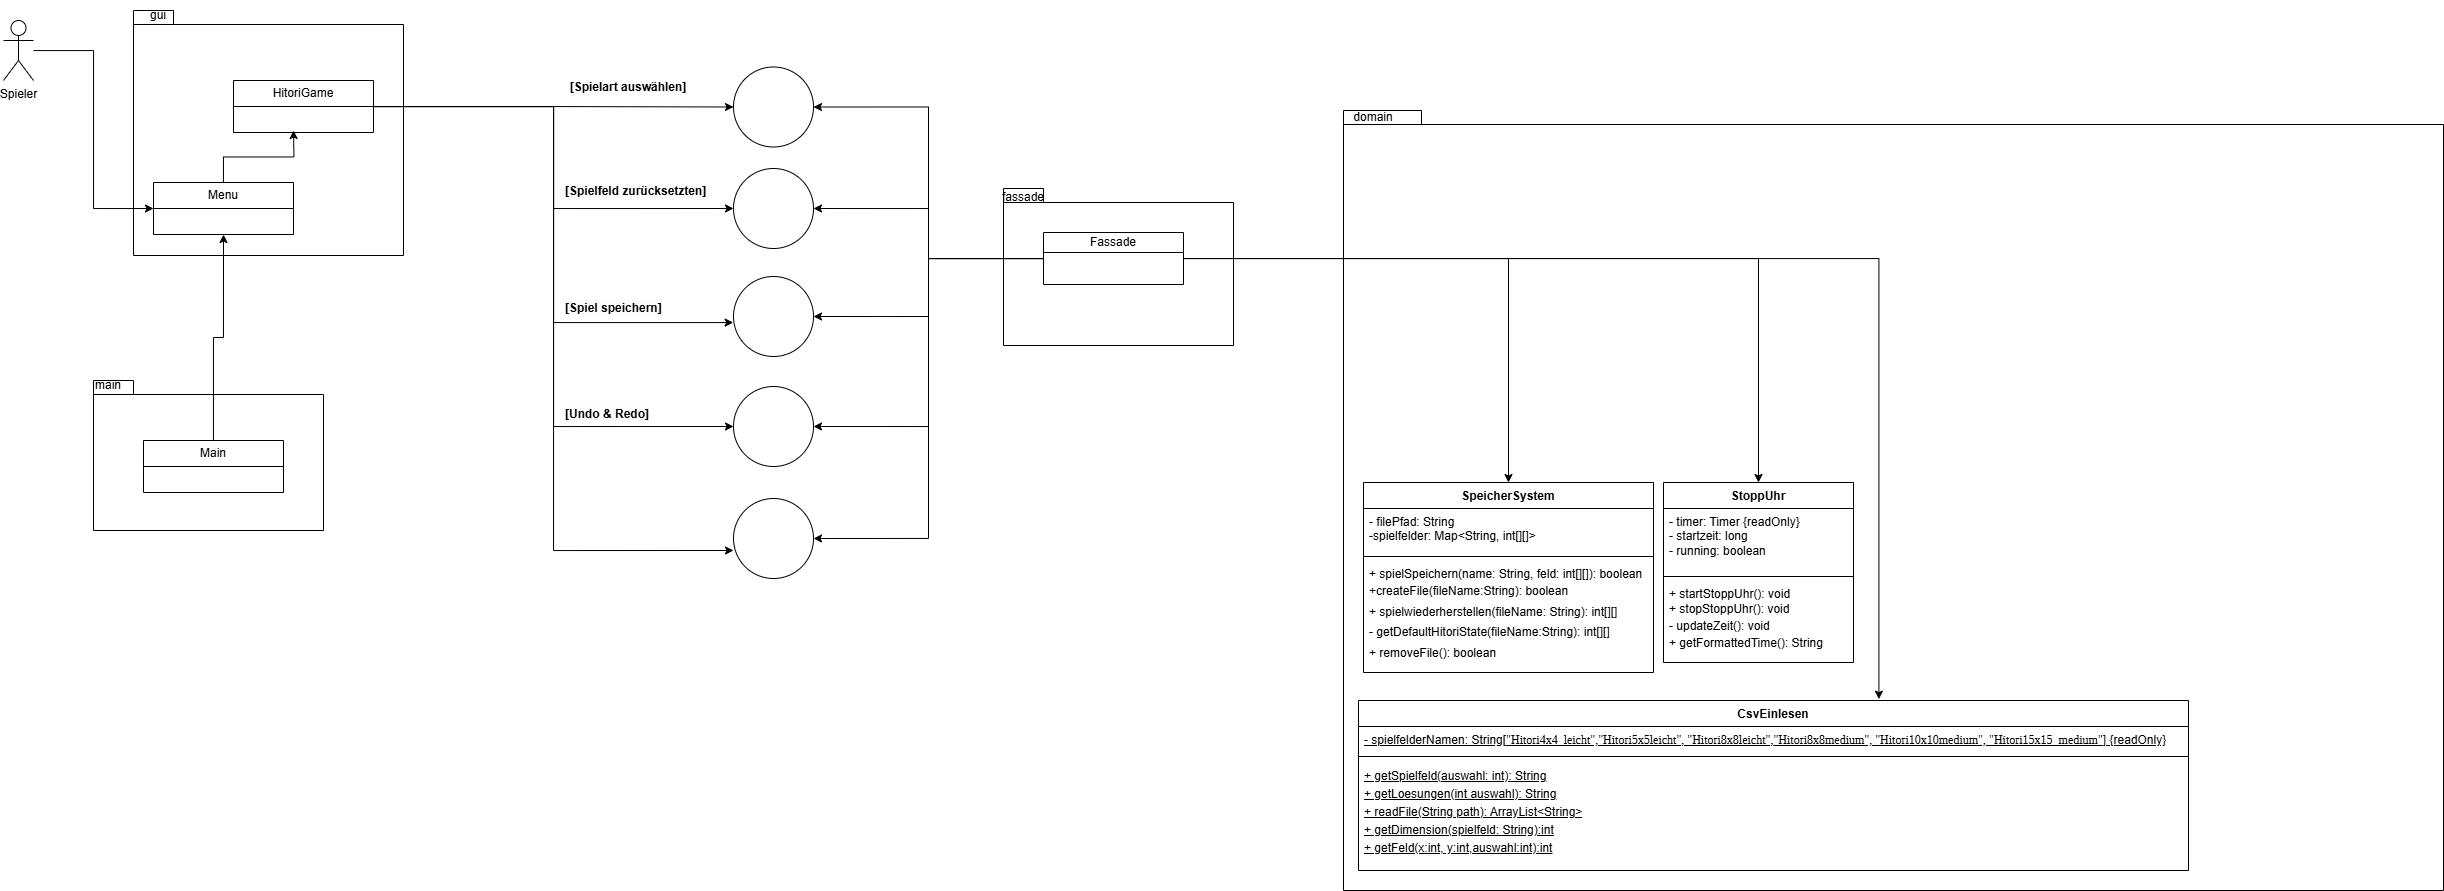 gui
Spieler
HitoriGame
Menu
main
Main
[Spielart auswählen]
[Spielfeld zurücksetzten]
[Spiel speichern]
[Undo & Redo]
fassade
Fassade
domain
SpeicherSystem
- filePfad: String
-spielfelder: Map<String, int[][]>
+ spielSpeichern(name: String, feld: int[][]): boolean
+createFile(fileName:String): boolean
+ spielwiederherstellen(fileName: String): int[][]
- getDefaultHitoriState(fileName:String): int[][]
+ removeFile(): boolean
StoppUhr
- timer: Timer {readOnly}
- startzeit: long
- running: boolean
+ startStoppUhr(): void
+ stopStoppUhr(): void
- updateZeit(): void
+ getFormattedTime(): String
CsvEinlesen
- spielfelderNamen: String["Hitori4x4_leicht","Hitori5x5leicht", "Hitori8x8leicht","Hitori8x8medium", "Hitori10x10medium", "Hitori15x15_medium"] {readOnly}
+ getSpielfeld(auswahl: int): String
+ getLoesungen(int auswahl): String
+ readFile(String path): ArrayList<String>
+ getDimension(spielfeld: String):int
+ getFeld(x:int, y:int,auswahl:int):int